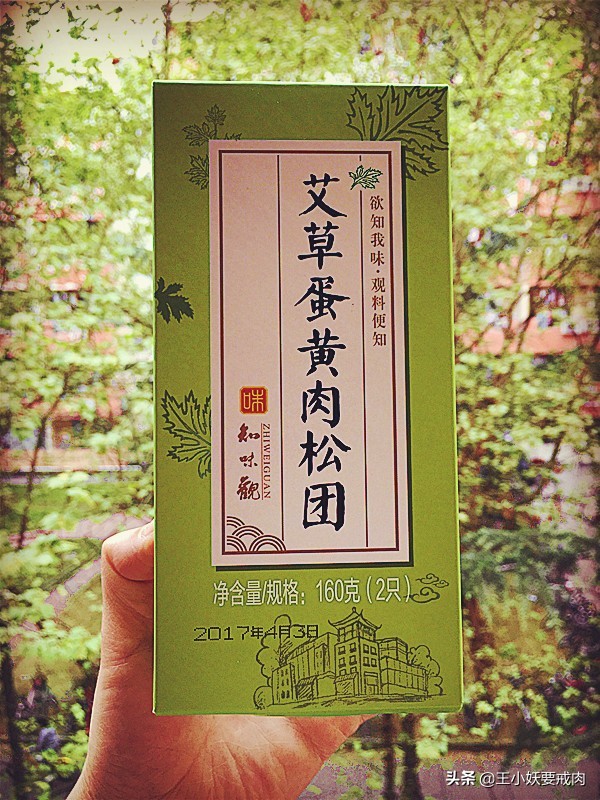 艾草蛋黄肉松团
欲知我味·观料便知
味
知味觀
ZHIWEIGUAN
净含量/规格：160克（2只）
2017年4月3日
头条 @王小妖要戒肉